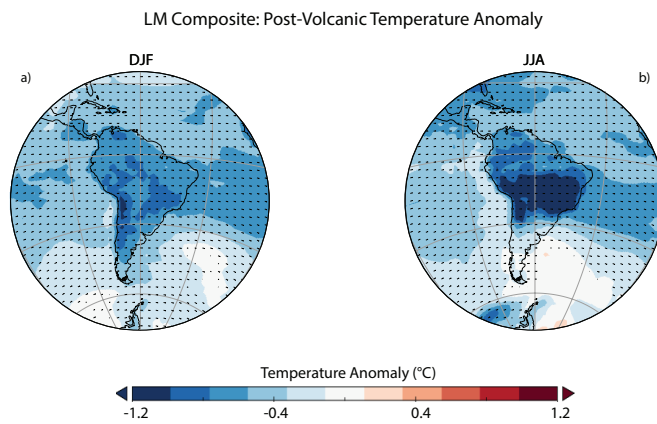 LM Composite: Post-Volcanic Temperature Anomaly
DJF
JJA
a)
b)
Temperature Anomaly (°C)
-1.2
-0.4
0.4
1.2